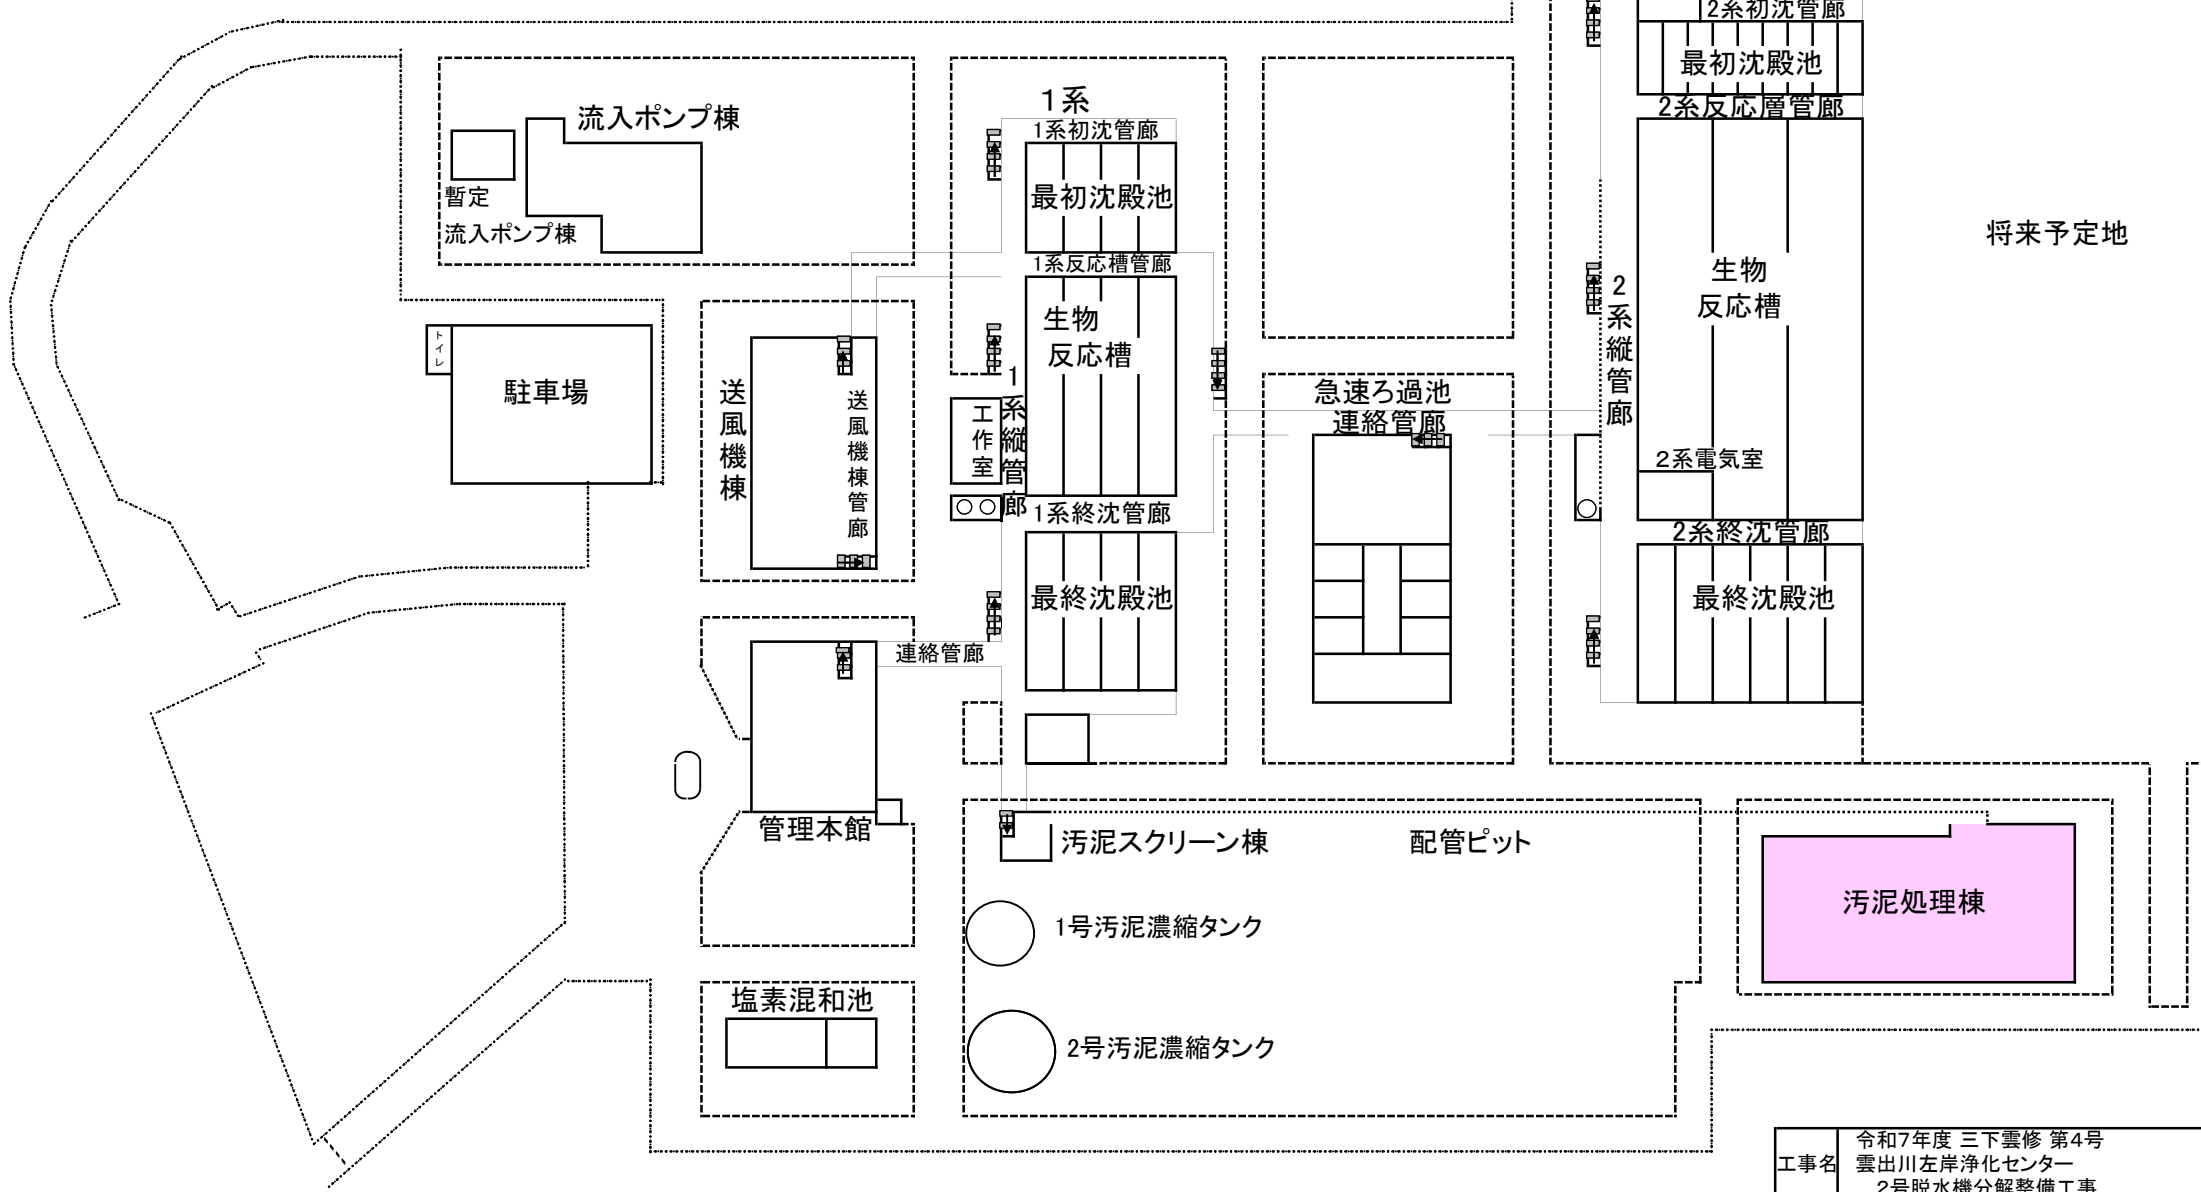 2系初沈管廊
最初沈殿池
2系反応層管廊
流入ポンプ棟
暫定
流入ポンプ棟
1系
1系初沈管廊
最初沈殿池
1系反応槽管廊
生物
反応槽
将来予定地
生物
反応槽
2系縦管廊
トイレ
駐車場
送風機棟
送風機棟管廊
工作室
1系縦管廊
急速ろ過池
連絡管廊
2系電気室
1系終沈管廊
2系終沈管廊
最終沈殿池
最終沈殿池
連絡管廊
管理本館
汚泥スクリーン棟
配管ピット
汚泥処理棟
1号汚泥濃縮タンク
塩素混和池
2号汚泥濃縮タンク
工事名
令和7年度 三下雲修 第4号
雲出川左岸浄化センター
2号脱水機分解整備工事